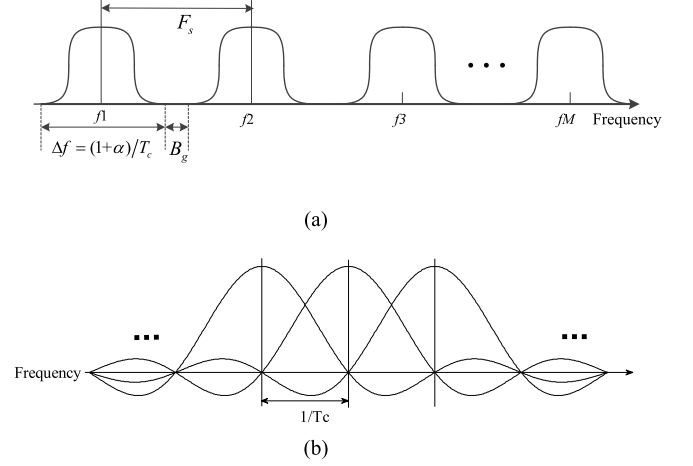 F_s
f1 f2 f3 ••• fM Frequency
Δf = (1+α)/T_c B_g
(a)
... ...
Frequency
1/Tc
(b)